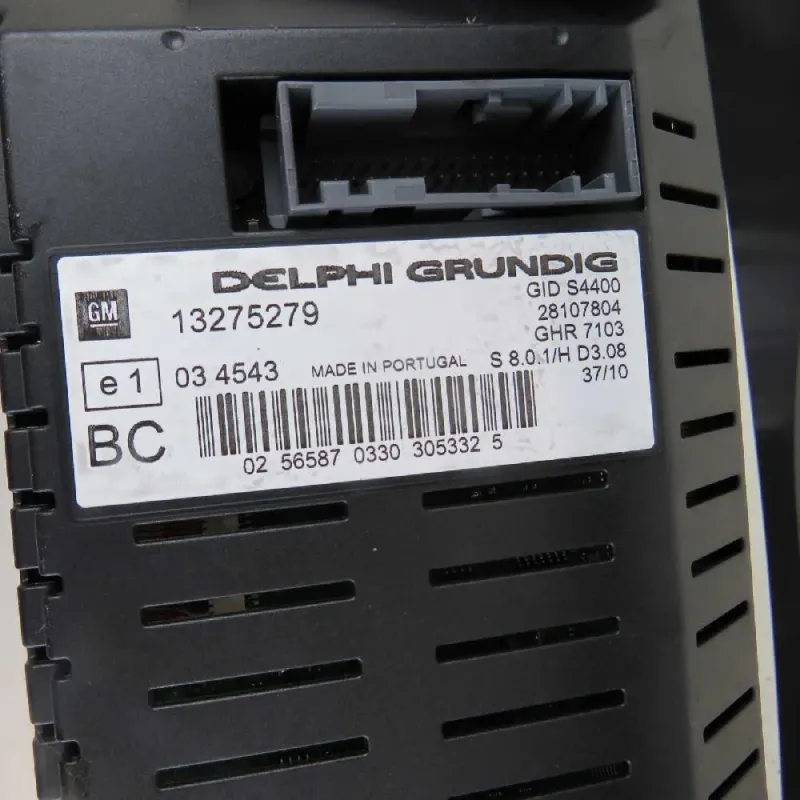 DELPHI GRUNDIG
GM
13275279
GID S4400
28107804
GHR 7103
e1
03 4543
MADE IN PORTUGAL
S 8.0.1/H D3.08
37/10
BC
02 56587 0330 305332 5